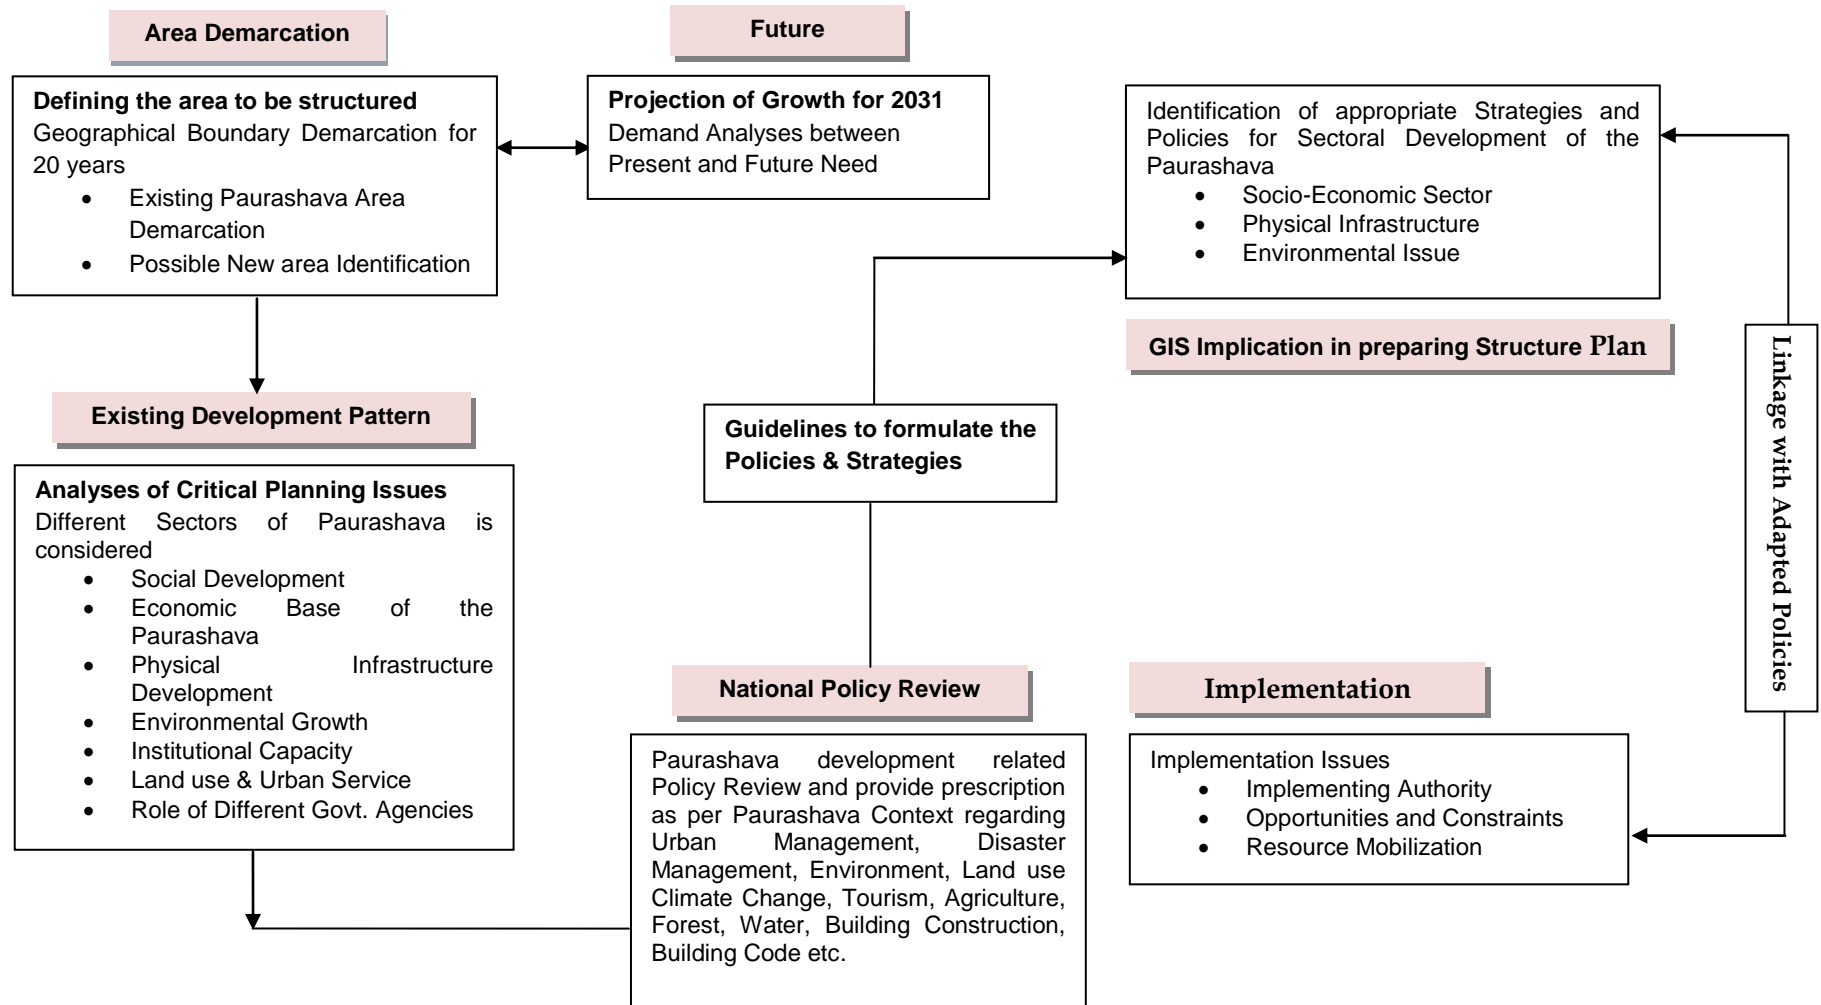 Area Demarcation
Defining the area to be structured
Geographical Boundary Demarcation for
20 years
• Existing Paurashava Area
Demarcation
• Possible New area Identification
Future
Projection of Growth for 2031
Demand Analyses between
Present and Future Need
Identification of appropriate Strategies and
Policies for Sectoral Development of the
Paurashava
• Socio-Economic Sector
• Physical Infrastructure
• Environmental Issue
GIS Implication in preparing Structure Plan
Linkage with Adapted Policies
Existing Development Pattern
Analyses of Critical Planning Issues
Different Sectors of Paurashava is
considered
• Social Development
• Economic Base of the
Paurashava
• Physical Infrastructure
Development
• Environmental Growth
• Institutional Capacity
• Land use & Urban Service
• Role of Different Govt. Agencies
Guidelines to formulate the
Policies & Strategies
National Policy Review
Paurashava development related
Policy Review and provide prescription
as per Paurashava Context regarding
Urban Management, Disaster
Management, Environment, Land use
Climate Change, Tourism, Agriculture,
Forest, Water, Building Construction,
Building Code etc.
Implementation
Implementation Issues
• Implementing Authority
• Opportunities and Constraints
• Resource Mobilization